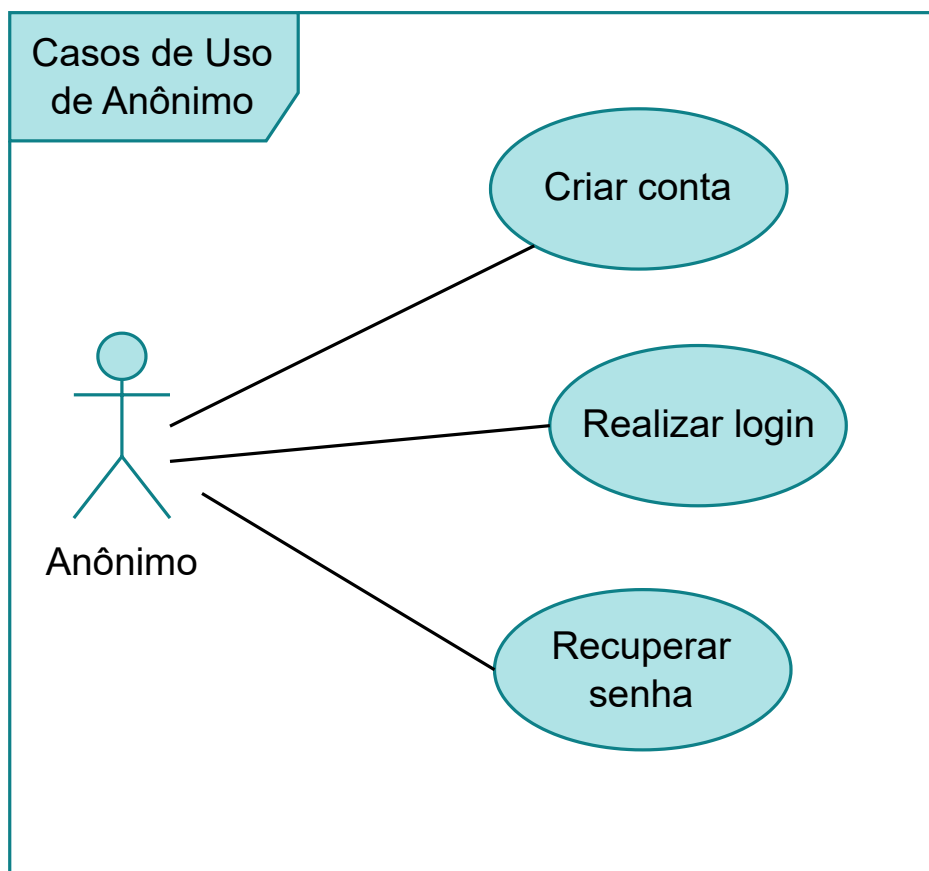 Casos de Uso
de Anônimo
Criar conta
Realizar login
Anônimo
Recuperar
senha